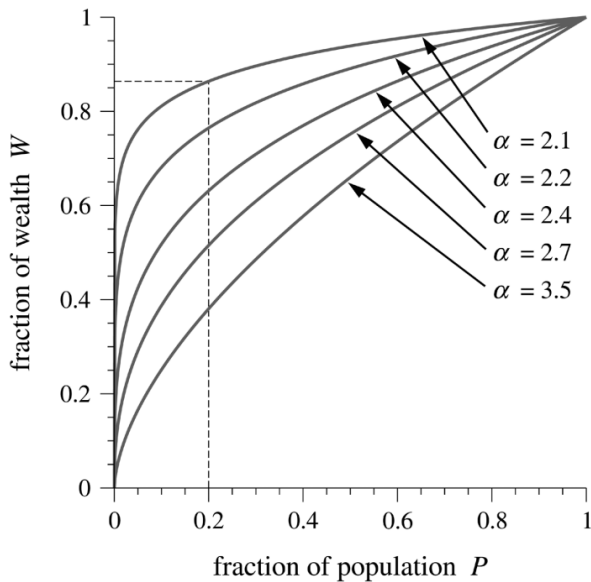 1
0.8
0.6
0.4
0.2
0
fraction of wealth W
α = 2.1
α = 2.2
α = 2.4
α = 2.7
α = 3.5
0 0.2 0.4 0.6 0.8 1
fraction of population P